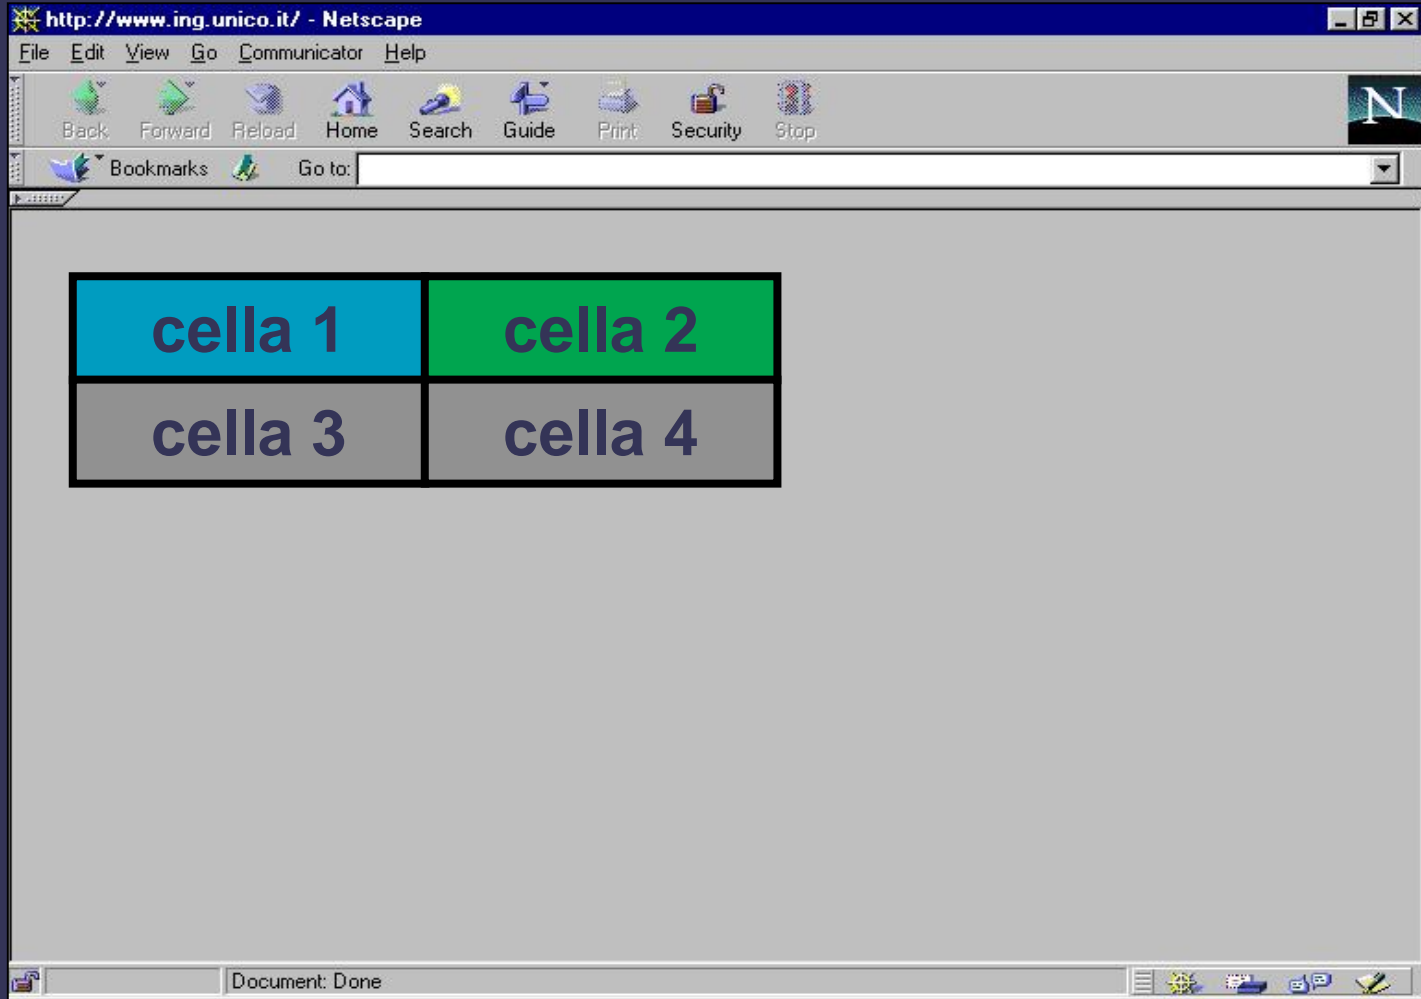 http://www.ing.unico.it/ - Netscape
File Edit View Go Communicator Help
N
Back Forward Reload Home Search Guide Print Security Stop
Bookmarks Go to:
cella 1 cella 2
cella 3 cella 4
Document: Done